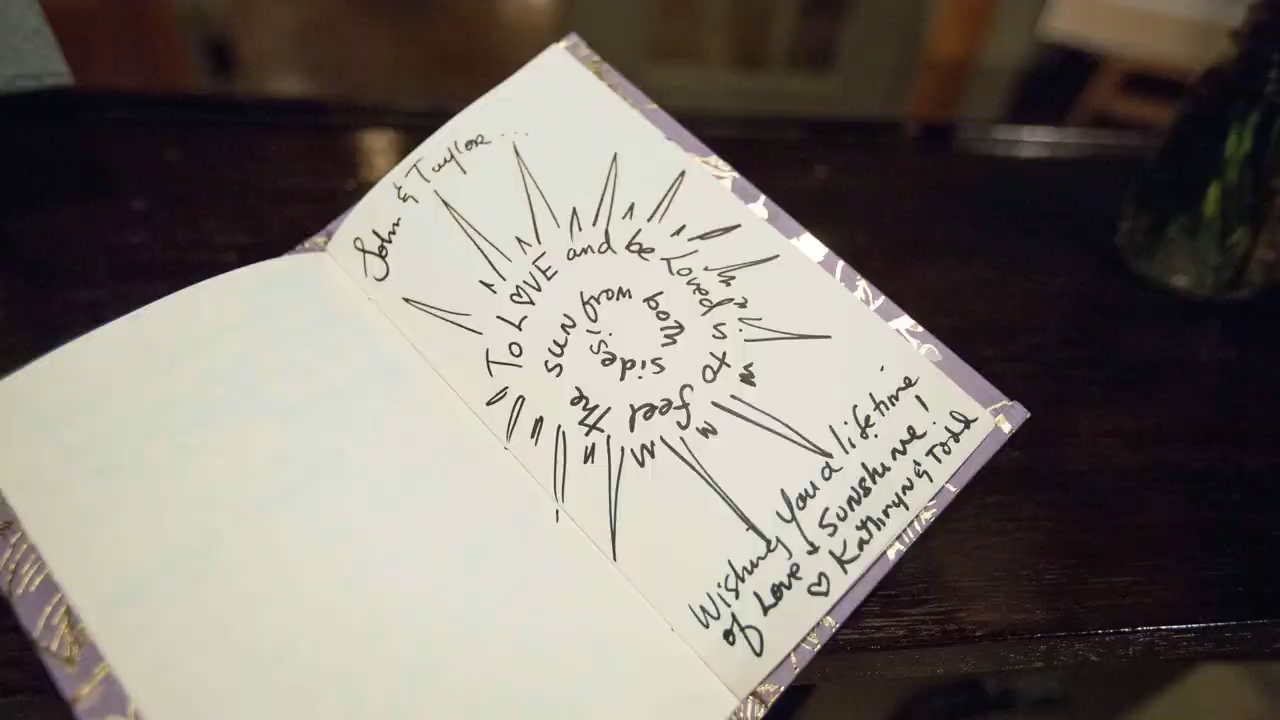 John & Taylor...
To L♡VE and be Loved is to feel the sun from both sides
Wishing you a lifetime
of Love & Sunshine!
♡ Kathryn & Todd